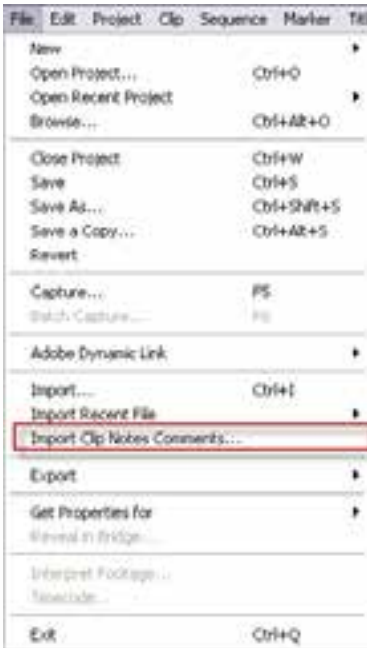 File Edit Project Clip Sequence Marker Titl
New
Open Project... Ctrl+O
Open Recent Project
Browse... Ctrl+Alt+O
Close Project Ctrl+W
Save Ctrl+S
Save As... Ctrl+Shift+S
Save a Copy... Ctrl+Alt+S
Revert
Capture... F5
Batch Capture... F6
Adobe Dynamic Link
Import... Ctrl+I
Import Recent File
Import Clip Notes Comments...
Export
Get Properties for
Reveal in Bridge...
Interpret Footage...
Timecode...
Exit Ctrl+Q